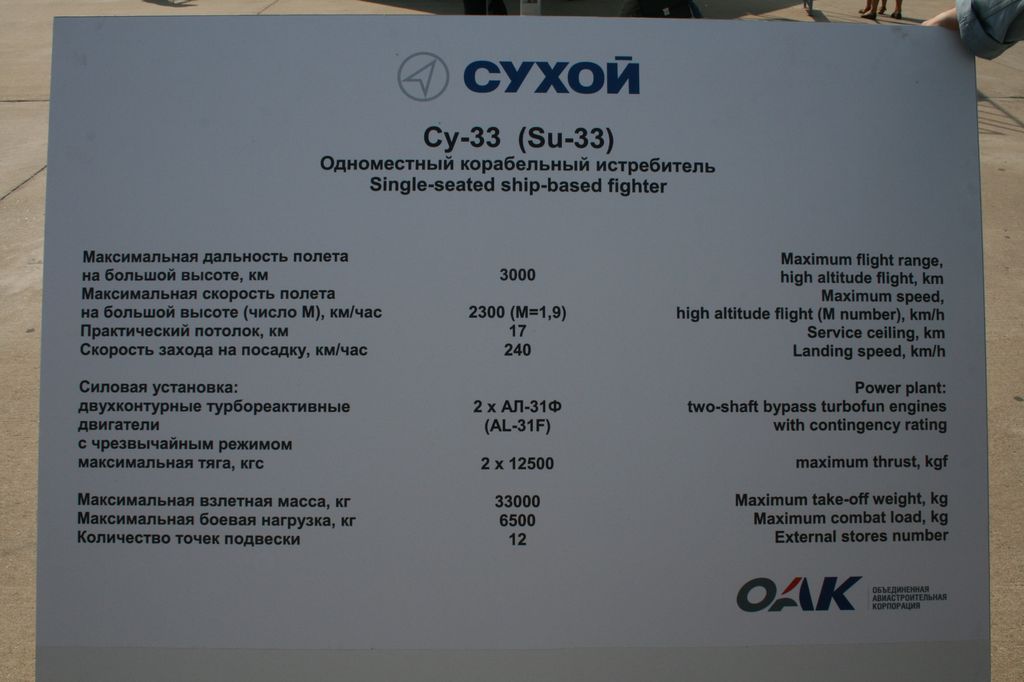 СУХОЙ
Су-33 (Su-33)
Одноместный корабельный истребитель
Single-seated ship-based fighter
Максимальная дальность полета Maximum flight range,
на большой высоте, км 3000 high altitude flight, km
Максимальная скорость полета Maximum speed,
на большой высоте (число М), км/час 2300 (М=1,9) high altitude flight (M number), km/h
Практический потолок, км 17 Service ceiling, km
Скорость захода на посадку, км/час 240 Landing speed, km/h
Силовая установка: Power plant:
двухконтурные турбореактивные 2 x АЛ-31Ф two-shaft bypass turbofun engines
двигатели (AL-31F) with contingency rating
с чрезвычайным режимом
максимальная тяга, кгс 2 x 12500 maximum thrust, kgf
Максимальная взлетная масса, кг 33000 Maximum take-off weight, kg
Максимальная боевая нагрузка, кг 6500 Maximum combat load, kg
Количество точек подвески 12 External stores number
ОАК
ОБЪЕДИНЕННАЯ
АВИАСТРОИТЕЛЬНАЯ
КОРПОРАЦИЯ